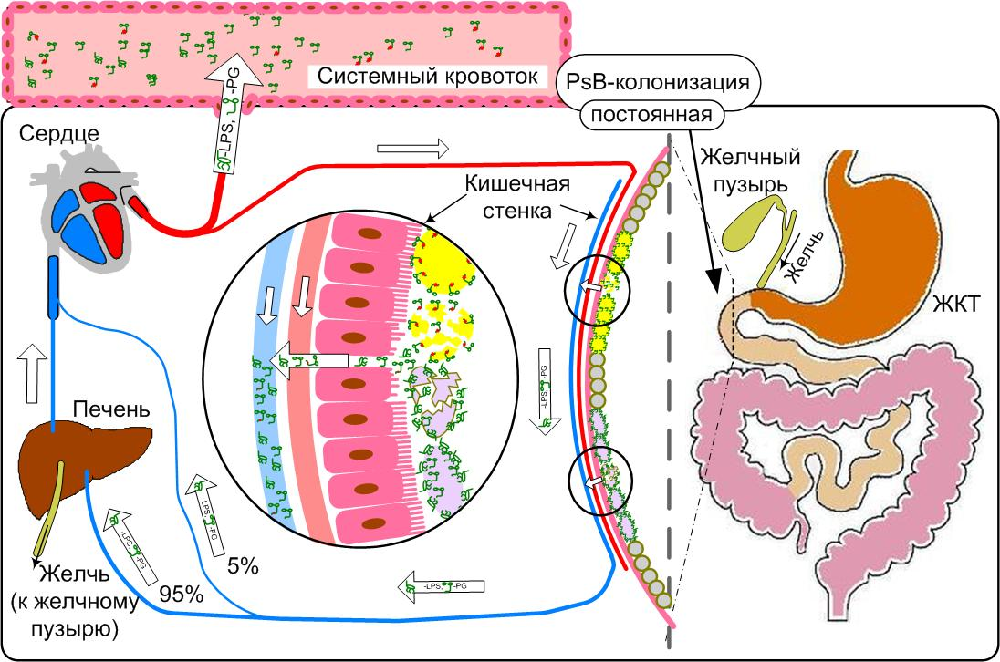 Системный кровоток
PsB-колонизация
постоянная
Сердце
-LPS, -PG
Желчный
пузырь
Кишечная
стенка
Желчь
ЖКТ
-LPS, -PG
Печень
-LPS, -PG
5%
-LPS, -PG
95%
-LPS, -PG
Желчь
(к желчному
пузырю)